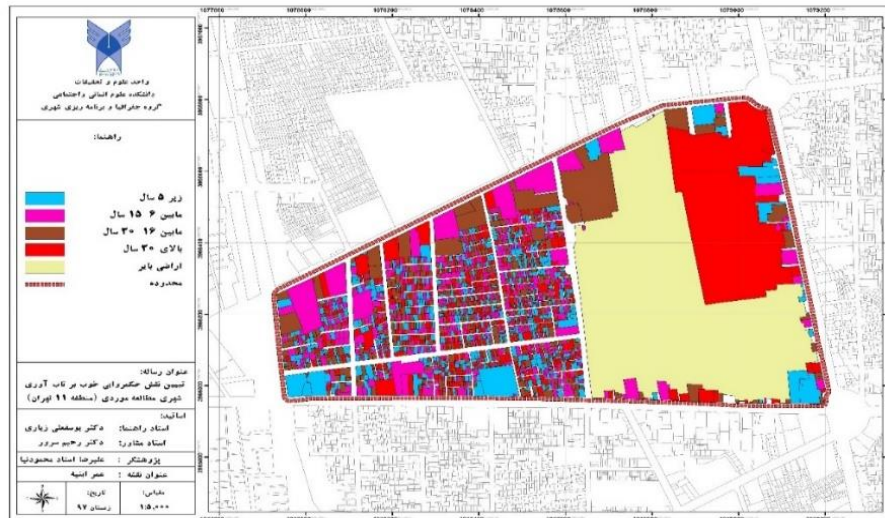 واحد علوم و تحقیقات
دانشکده علوم انسانی واجتماعی
گروه جغرافیا و برنامه ریزی شهری
راهنما:
زیر ۵ سال
مابین ۶ ۱۵ سال
مابین ۱۶ ۳۰ سال
بالای ۳۰ سال
اراضی بایر
محدوده
عنوان رساله:
تبیین نقش حکمروایی خوب بر تاب آوری
شهری مطالعه موردی (منطقه ۱۱ تهران)
اساتید:
استاد راهنما: دکتر یوسفعلی زیاری
استاد مشاور: دکتر رحیم سرور
پژوهشگر : علیرضا استاد محمودنیا
عنوان نقشه : عمر ابنیه
مقیاس: تاریخ:
۱:۵,۰۰۰ زمستان ۹۷